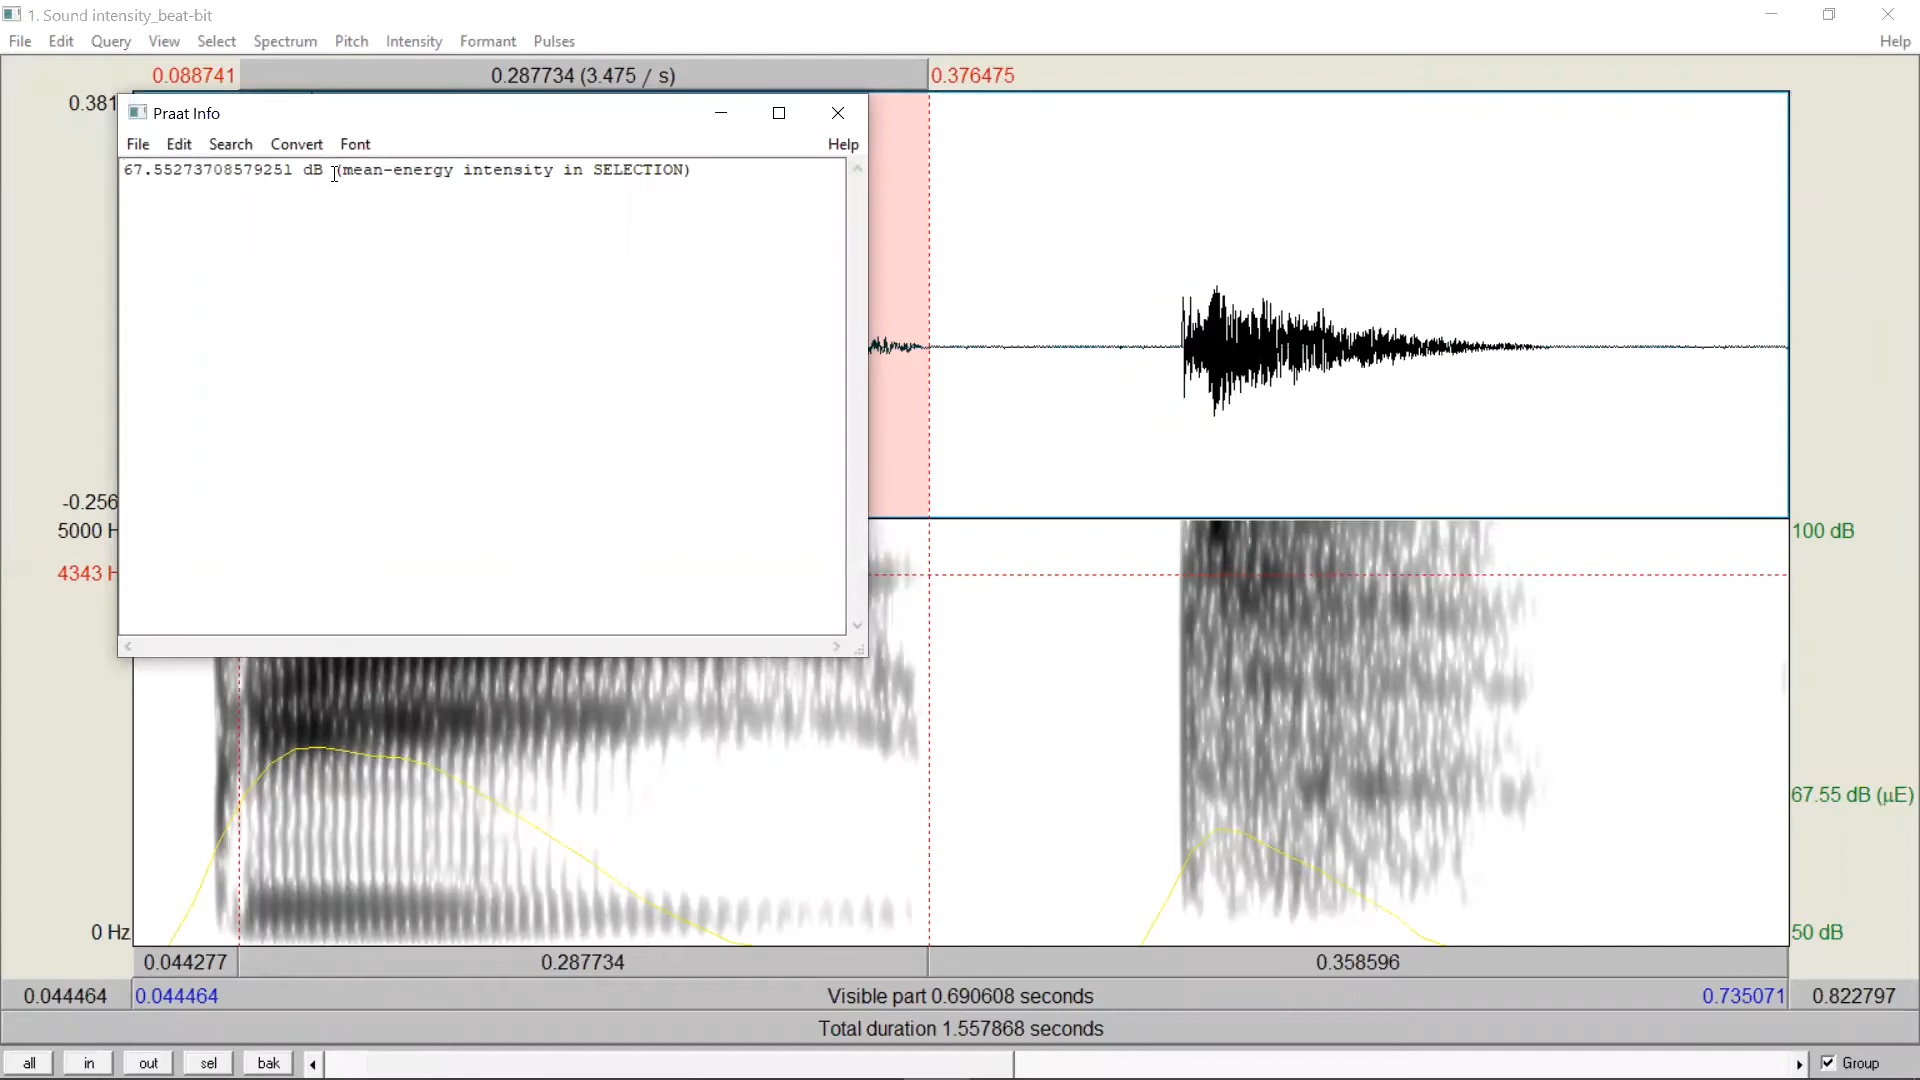 1. Sound intensity_beat-bit
File Edit Query View Select Spectrum Pitch Intensity Formant Pulses Help
0.088741 0.287734 (3.475 / s) 0.376475
0.381
Praat Info
File Edit Search Convert Font Help
67.55273708579251 dB (mean-energy intensity in SELECTION)
-0.256
5000 H 100 dB
4343 H
67.55 dB (µE)
0 Hz 50 dB
0.044277 0.287734 0.358596
0.044464 0.044464 Visible part 0.690608 seconds 0.735071 0.822797
Total duration 1.557868 seconds
all in out sel bak Group